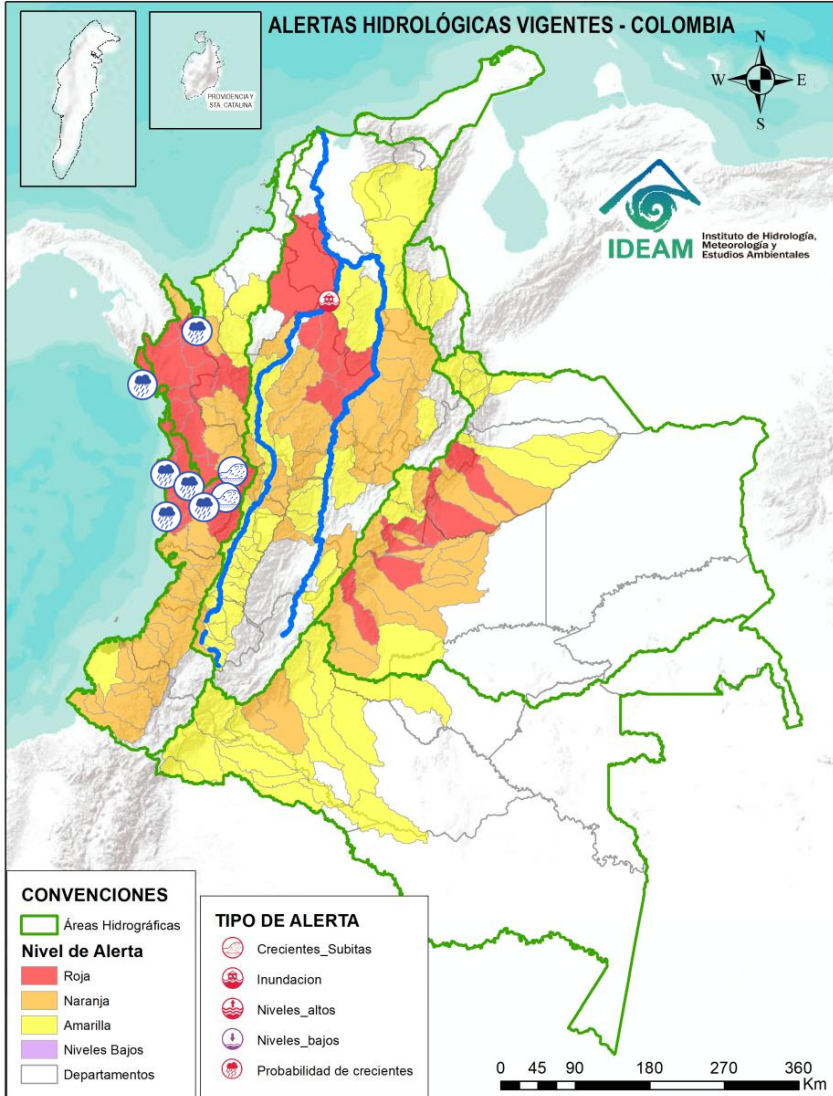 ALERTAS HIDROLÓGICAS VIGENTES - COLOMBIA
PROVIDENCIA Y
STA. CATALINA
N
W
E
S
IDEAM
Instituto de Hidrología,
Meteorología y
Estudios Ambientales
CONVENCIONES
Áreas Hidrográficas
Nivel de Alerta
Roja
Naranja
Amarilla
Niveles Bajos
Departamentos
TIPO DE ALERTA
Crecientes_Subitas
Inundacion
Niveles_altos
Niveles_bajos
Probabilidad de crecientes
0 45 90 180 270 360
Km